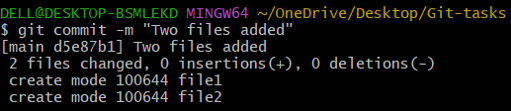 DELL@DESKTOP-BSMLEKD MINGW64 ~/OneDrive/Desktop/Git-tasks
$ git commit -m "Two files added"
[main d5e87b1] Two files added
 2 files changed, 0 insertions(+), 0 deletions(-)
 create mode 100644 file1
 create mode 100644 file2